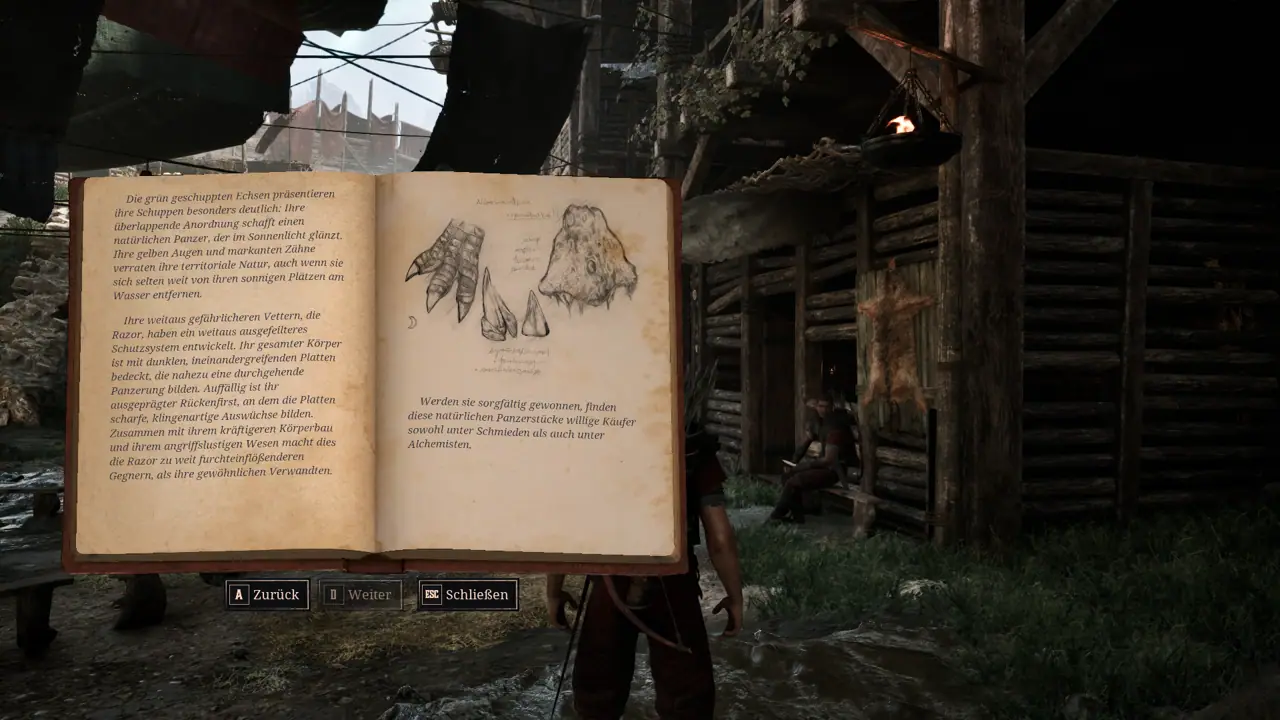 Die grün geschuppten Echsen präsentieren
ihre Schuppen besonders deutlich: Ihre
überlappende Anordnung schafft einen
natürlichen Panzer, der im Sonnenlicht glänzt.
Ihre gelben Augen und markanten Zähne
verraten ihre territoriale Natur, auch wenn sie
sich selten weit von ihren sonnigen Plätzen am
Wasser entfernen.
Ihre weitaus gefährlicheren Vettern, die
Razor, haben ein weitaus ausgefeilteres
Schutzsystem entwickelt. Ihr gesamter Körper
ist mit dunklen, ineinandergreifenden Platten
bedeckt, die nahezu eine durchgehende
Panzerung bilden. Auffällig ist ihr
ausgeprägter Rückenfirst, an dem die Platten
scharfe, klingenartige Auswüchse bilden.
Zusammen mit ihrem kräftigeren Körperbau
und ihrem angriffslustigen Wesen macht dies
die Razor zu weit furchteinflößenderen
Gegnern, als ihre gewöhnlichen Verwandten.
Werden sie sorgfältig gewonnen, finden
diese natürlichen Panzerstücke willige Käufer
sowohl unter Schmieden als auch unter
Alchemisten.
A Zurück
D Weiter
ESC Schließen